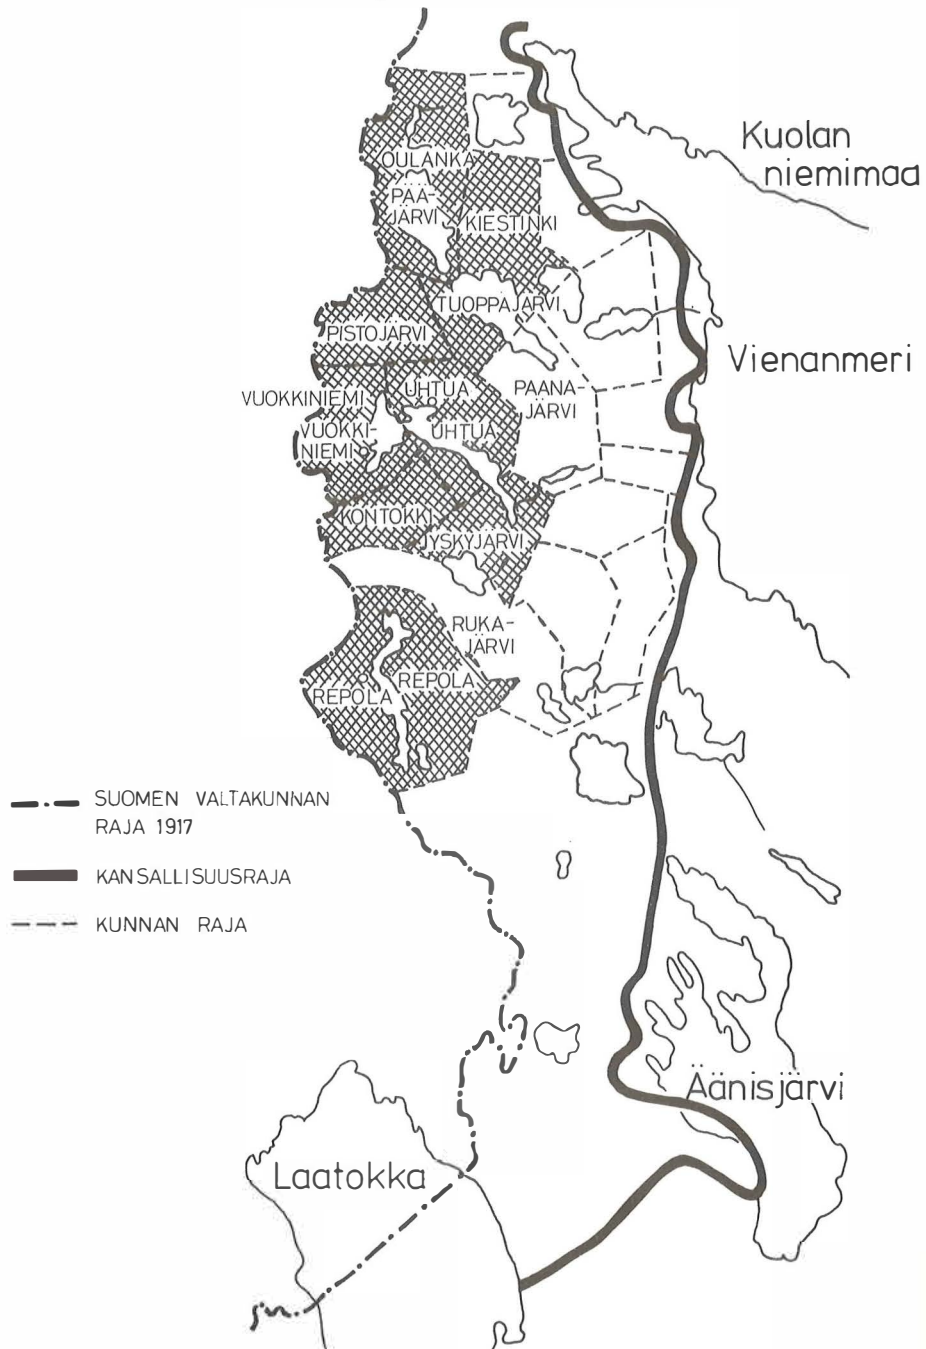 Kuolan
niemimaa
OULANKA
PÄÄ-
JÄRVI
KIESTINKI
TUOPPAJÄRVI
PISTOJÄRVI
Vienanmeri
VUOKKINIEMI
UHTUA
PAANA-
JÄRVI
VUOKKI-
NIEMI
UHTUA
KONTOKKI
JYSKYJÄRVI
RUKA-
JÄRVI
REPOLA
REPOLA
SUOMEN VALTAKUNNAN
RAJA 1917
KANSALLISUUSRAJA
KUNNAN RAJA
Äänisjärvi
Laatokka